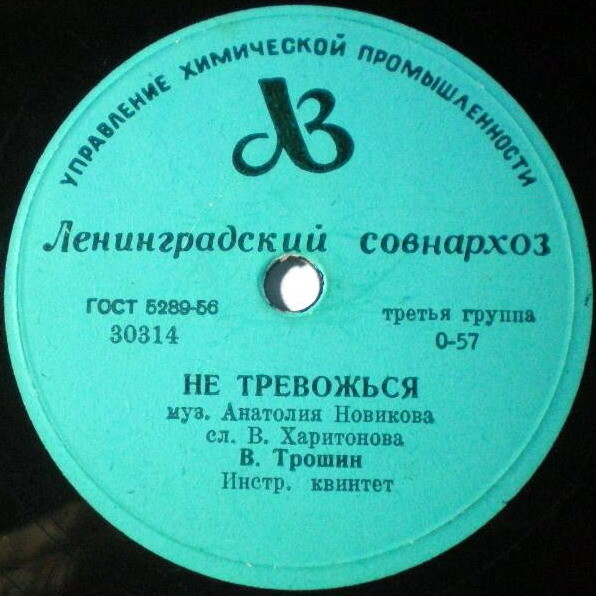 УПРАВЛЕНИЕ ХИМИЧЕСКОЙ ПРОМЫШЛЕННОСТИ
ЛЗ
Ленинградский совнархоз
ГОСТ 5289-56
30314
третья группа
0-57
НЕ ТРЕВОЖЬСЯ
муз. Анатолия Новикова
сл. В. Харитонова
В. Трошин
Инстр. квинтет